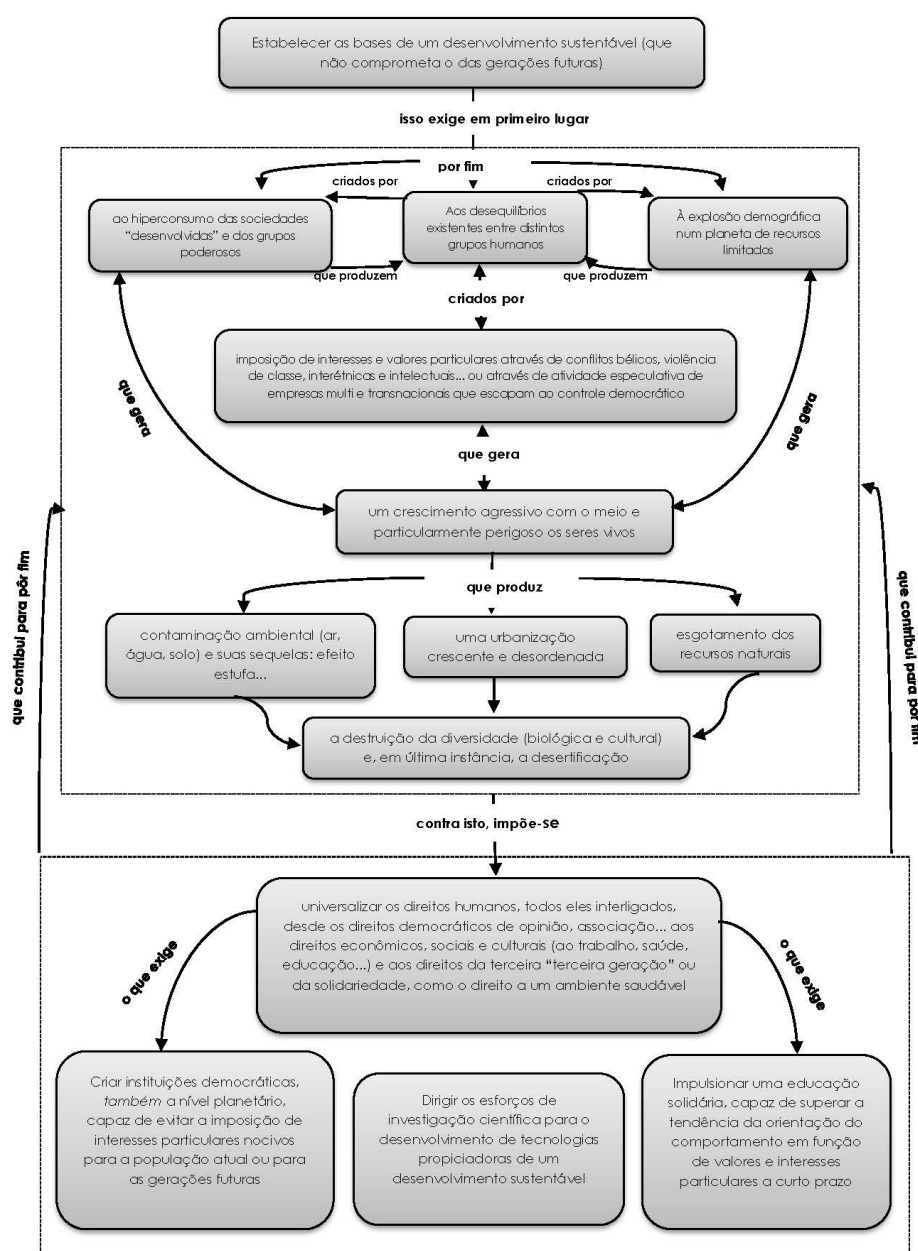 Estabelecer as bases de um desenvolvimento sustentável (que
não comprometa o das gerações futuras)
isso exige em primeiro lugar
por fim
criados por
criados por
ao hiperconsumo das sociedades
“desenvolvidas” e dos grupos
poderosos
Aos desequilíbrios
existentes entre distintos
grupos humanos
À explosão demográfica
num planeta de recursos
limitados
que produzem
que produzem
criados por
imposição de interesses e valores particulares através de conflitos bélicos, violência
de classe, interétnicas e intelectuais... ou através de atividade especulativa de
empresas multi e transnacionais que escapam ao controle democrático
que gera
que gera
que gera
um crescimento agressivo com o meio e
particularmente perigoso os seres vivos
que produz
contaminação ambiental (ar,
água, solo) e suas sequelas: efeito
estufa...
uma urbanização
crescente e desordenada
esgotamento dos
recursos naturais
a destruição da diversidade (biológica e cultural)
e, em última instância, a desertificação
que contribui para pôr fim
que contribui para por fim
contra isto, impõe-se
universalizar os direitos humanos, todos eles interligados,
desde os direitos democráticos de opinião, associação... aos
direitos econômicos, sociais e culturais (ao trabalho, saúde,
educação...) e aos direitos da terceira “terceira geração” ou
da solidariedade, como o direito a um ambiente saudável
o que exige
o que exige
Criar instituições democráticas,
também a nível planetário,
capaz de evitar a imposição de
interesses particulares nocivos
para a população atual ou para
as gerações futuras
Dirigir os esforços de
investigação científica para o
desenvolvimento de tecnologias
propiciadoras de um
desenvolvimento sustentável
Impulsionar uma educação
solidária, capaz de superar a
tendência da orientação do
comportamento em função
de valores e interesses
particulares a curto prazo